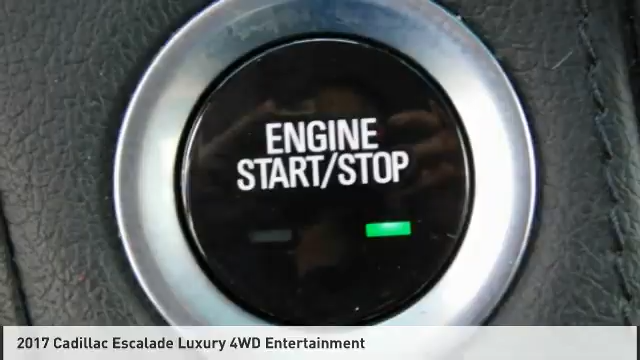 ENGINE
START/STOP
2017 Cadillac Escalade Luxury 4WD Entertainment